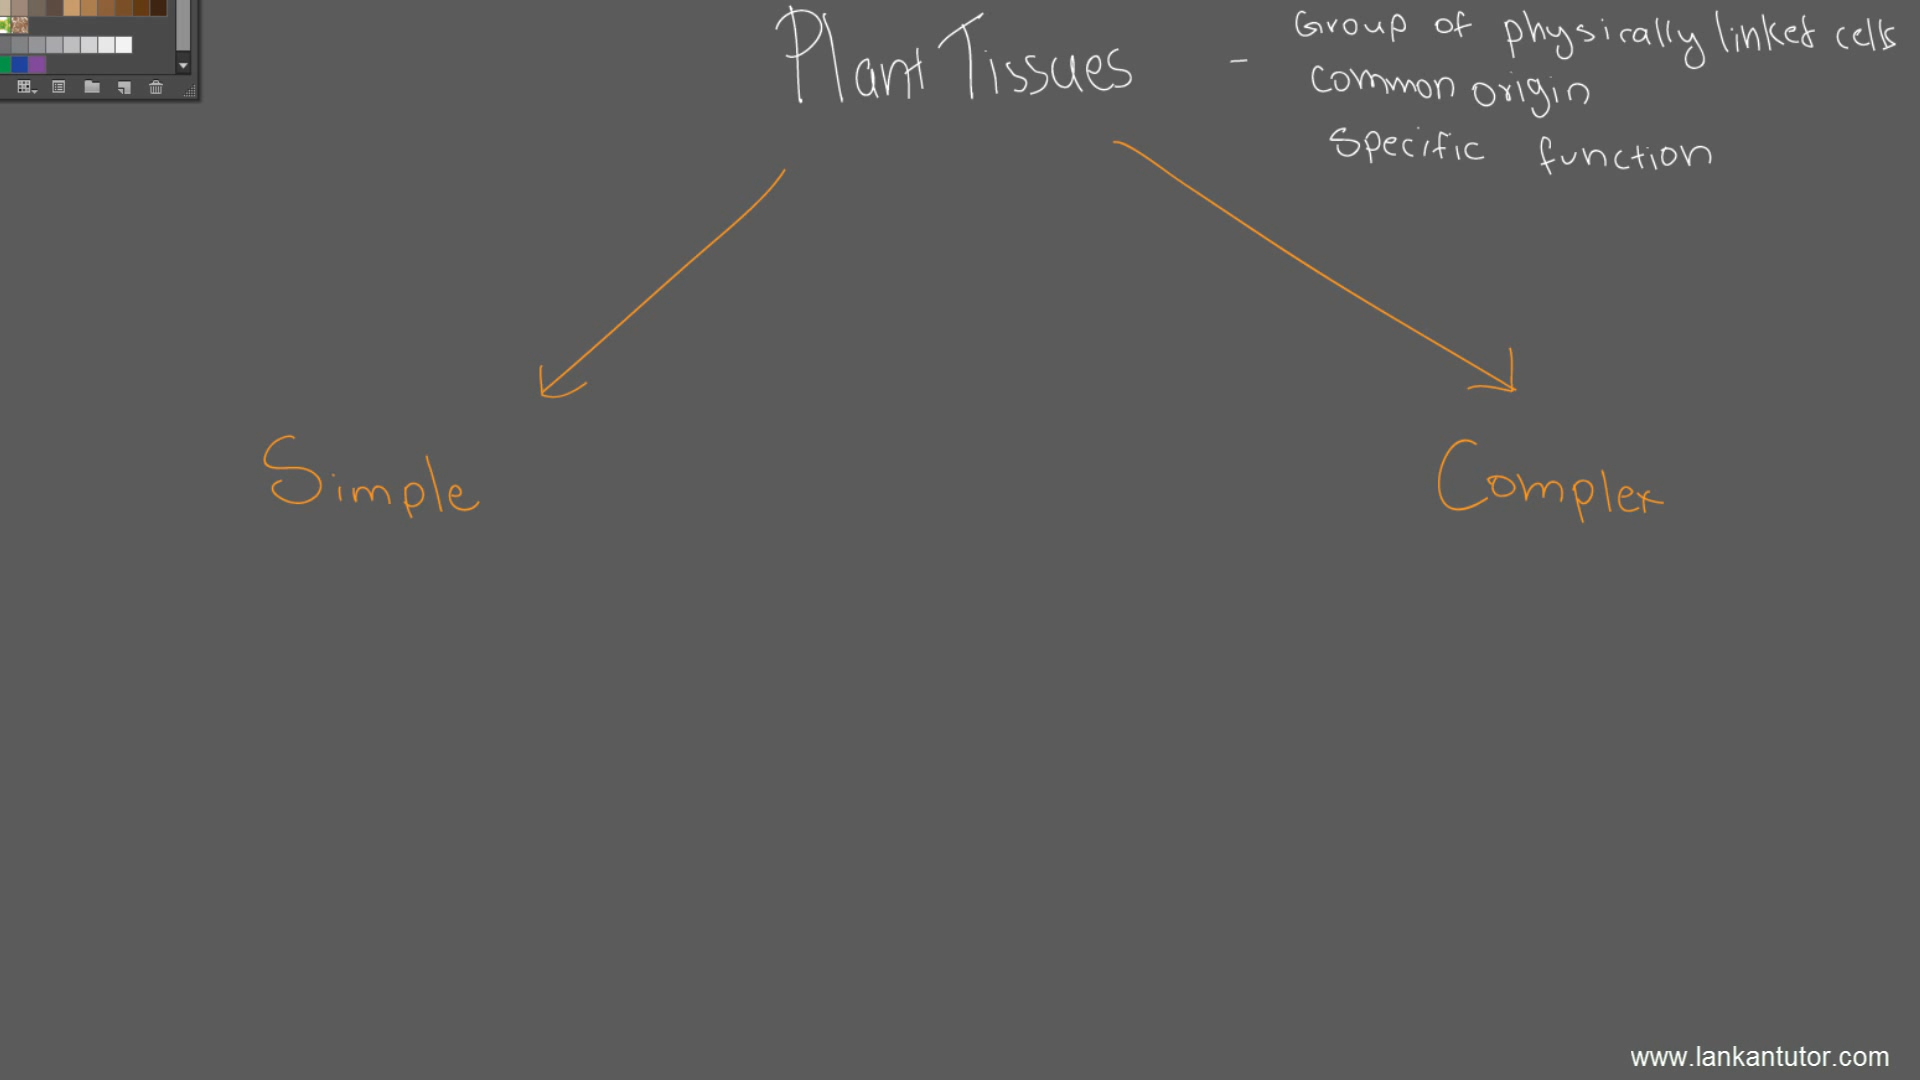 Plant Tissues -
Group of physically linked cells
common origin
specific function
Simple
Complex
www.lankantutor.com